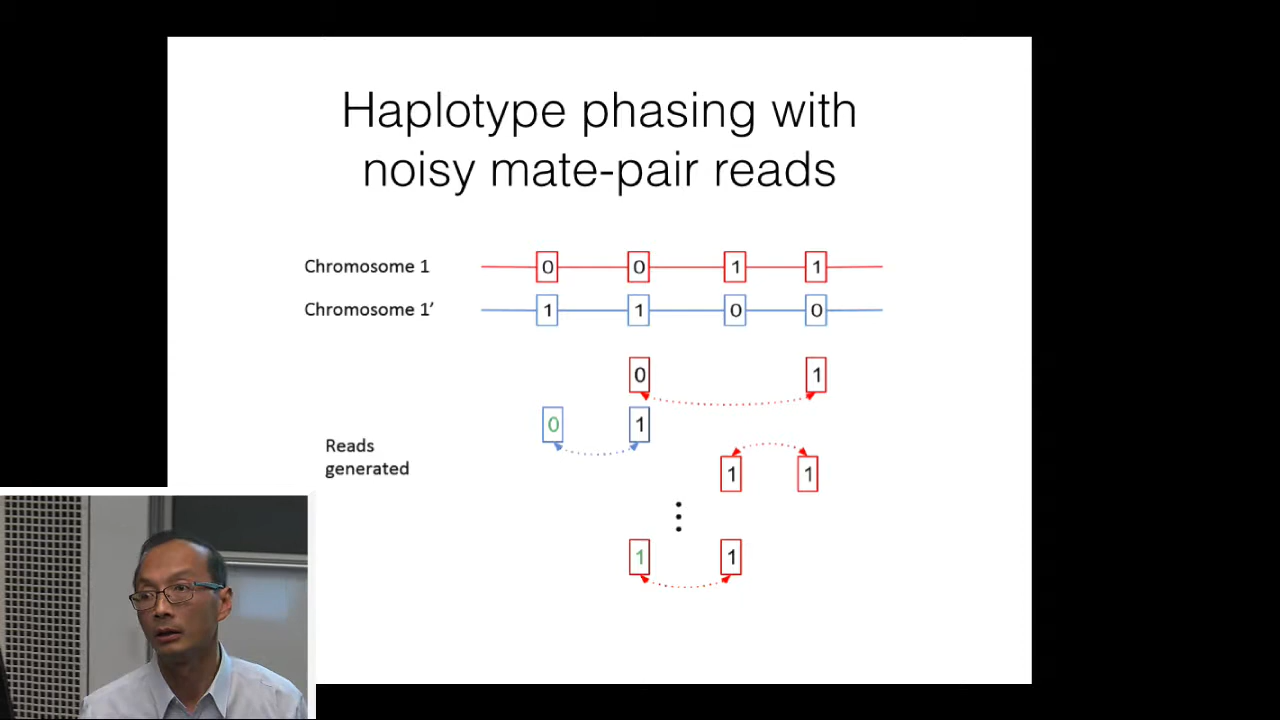 Haplotype phasing with
noisy mate-pair reads
Chromosome 1 0 0 1 1
Chromosome 1’ 1 1 0 0
0 1
0 1
Reads
generated
1 1
1 1